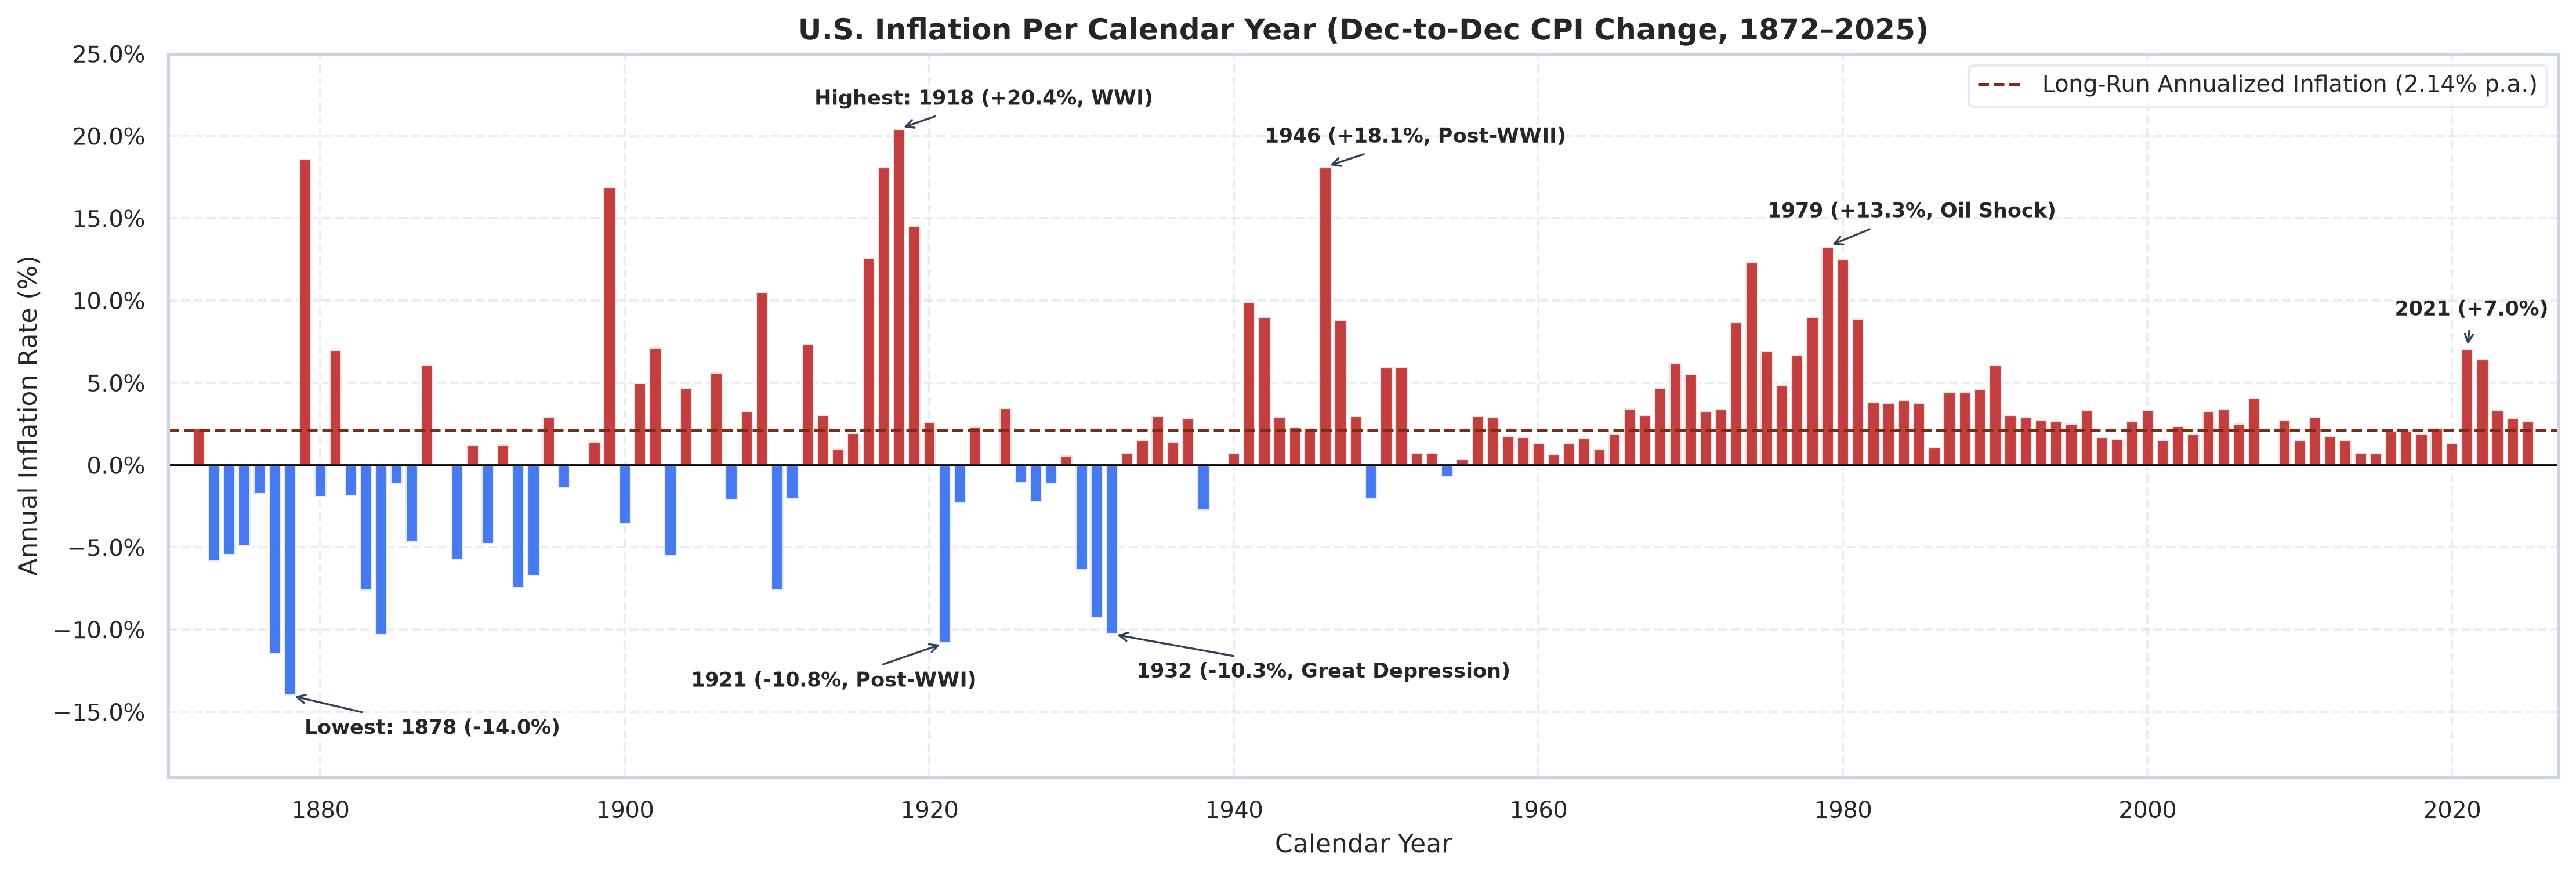 U.S. Inflation Per Calendar Year (Dec-to-Dec CPI Change, 1872–2025)
25.0%
20.0%
15.0%
10.0%
5.0%
0.0%
−5.0%
−10.0%
−15.0%
Annual Inflation Rate (%)
Long-Run Annualized Inflation (2.14% p.a.)
Highest: 1918 (+20.4%, WWI)
1946 (+18.1%, Post-WWII)
1979 (+13.3%, Oil Shock)
2021 (+7.0%)
1921 (-10.8%, Post-WWI)
1932 (-10.3%, Great Depression)
Lowest: 1878 (-14.0%)
1880 1900 1920 1940 1960 1980 2000 2020
Calendar Year